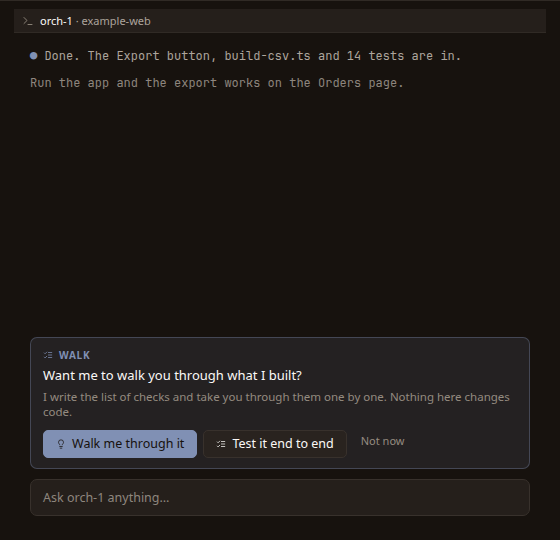 >_ orch-1 · example-web
Done. The Export button, build-csv.ts and 14 tests are in.
Run the app and the export works on the Orders page.
WALK
Want me to walk you through what I built?
I write the list of checks and take you through them one by one. Nothing here changes
code.
Walk me through it
Test it end to end
Not now
Ask orch-1 anything...